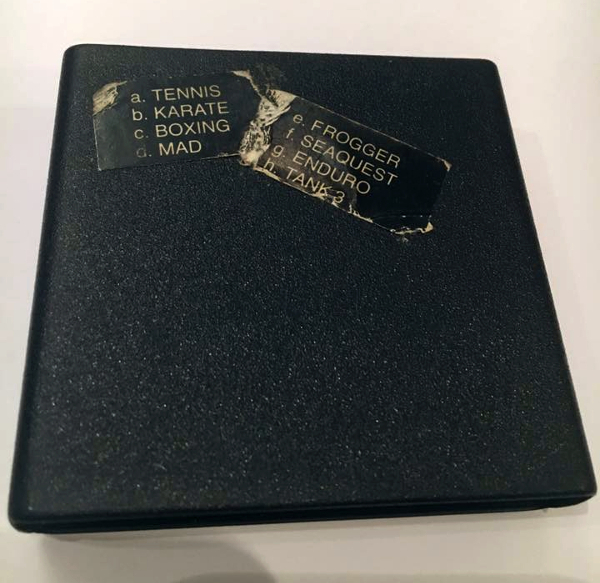 a. TENNIS
b. KARATE
c. BOXING
d. MAD
e. FROGGER
f. SEAQUEST
g. ENDURO
h. TANK 3